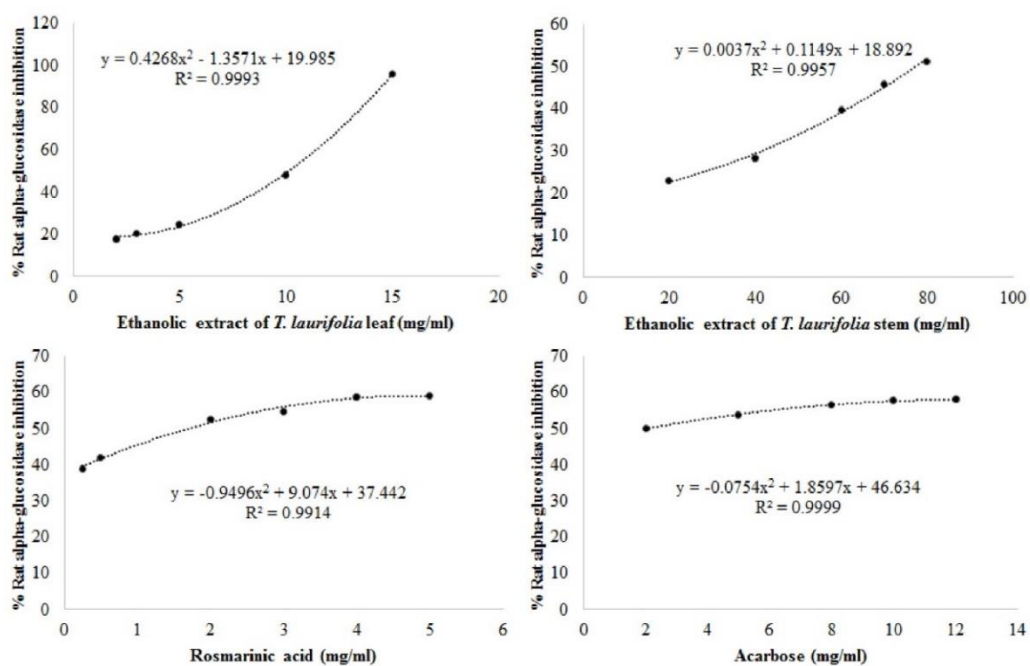 % Rat alpha-glucosidase inhibition
120
100
80
60
40
20
0
y = 0.4268x² - 1.3571x + 19.985
R² = 0.9993
0 5 10 15 20
Ethanolic extract of T. laurifolia leaf (mg/ml)
% Rat alpha-glucosidase inhibition
60
50
40
30
20
10
0
y = 0.0037x² + 0.1149x + 18.892
R² = 0.9957
0 20 40 60 80 100
Ethanolic extract of T. laurifolia stem (mg/ml)
% Rat alpha-glucosidase inhibition
70
60
50
40
30
20
10
0
y = -0.9496x² + 9.074x + 37.442
R² = 0.9914
0 1 2 3 4 5 6
Rosmarinic acid (mg/ml)
% Rat alpha-glucosidase inhibition
70
60
50
40
30
20
10
0
y = -0.0754x² + 1.8597x + 46.634
R² = 0.9999
0 2 4 6 8 10 12 14
Acarbose (mg/ml)